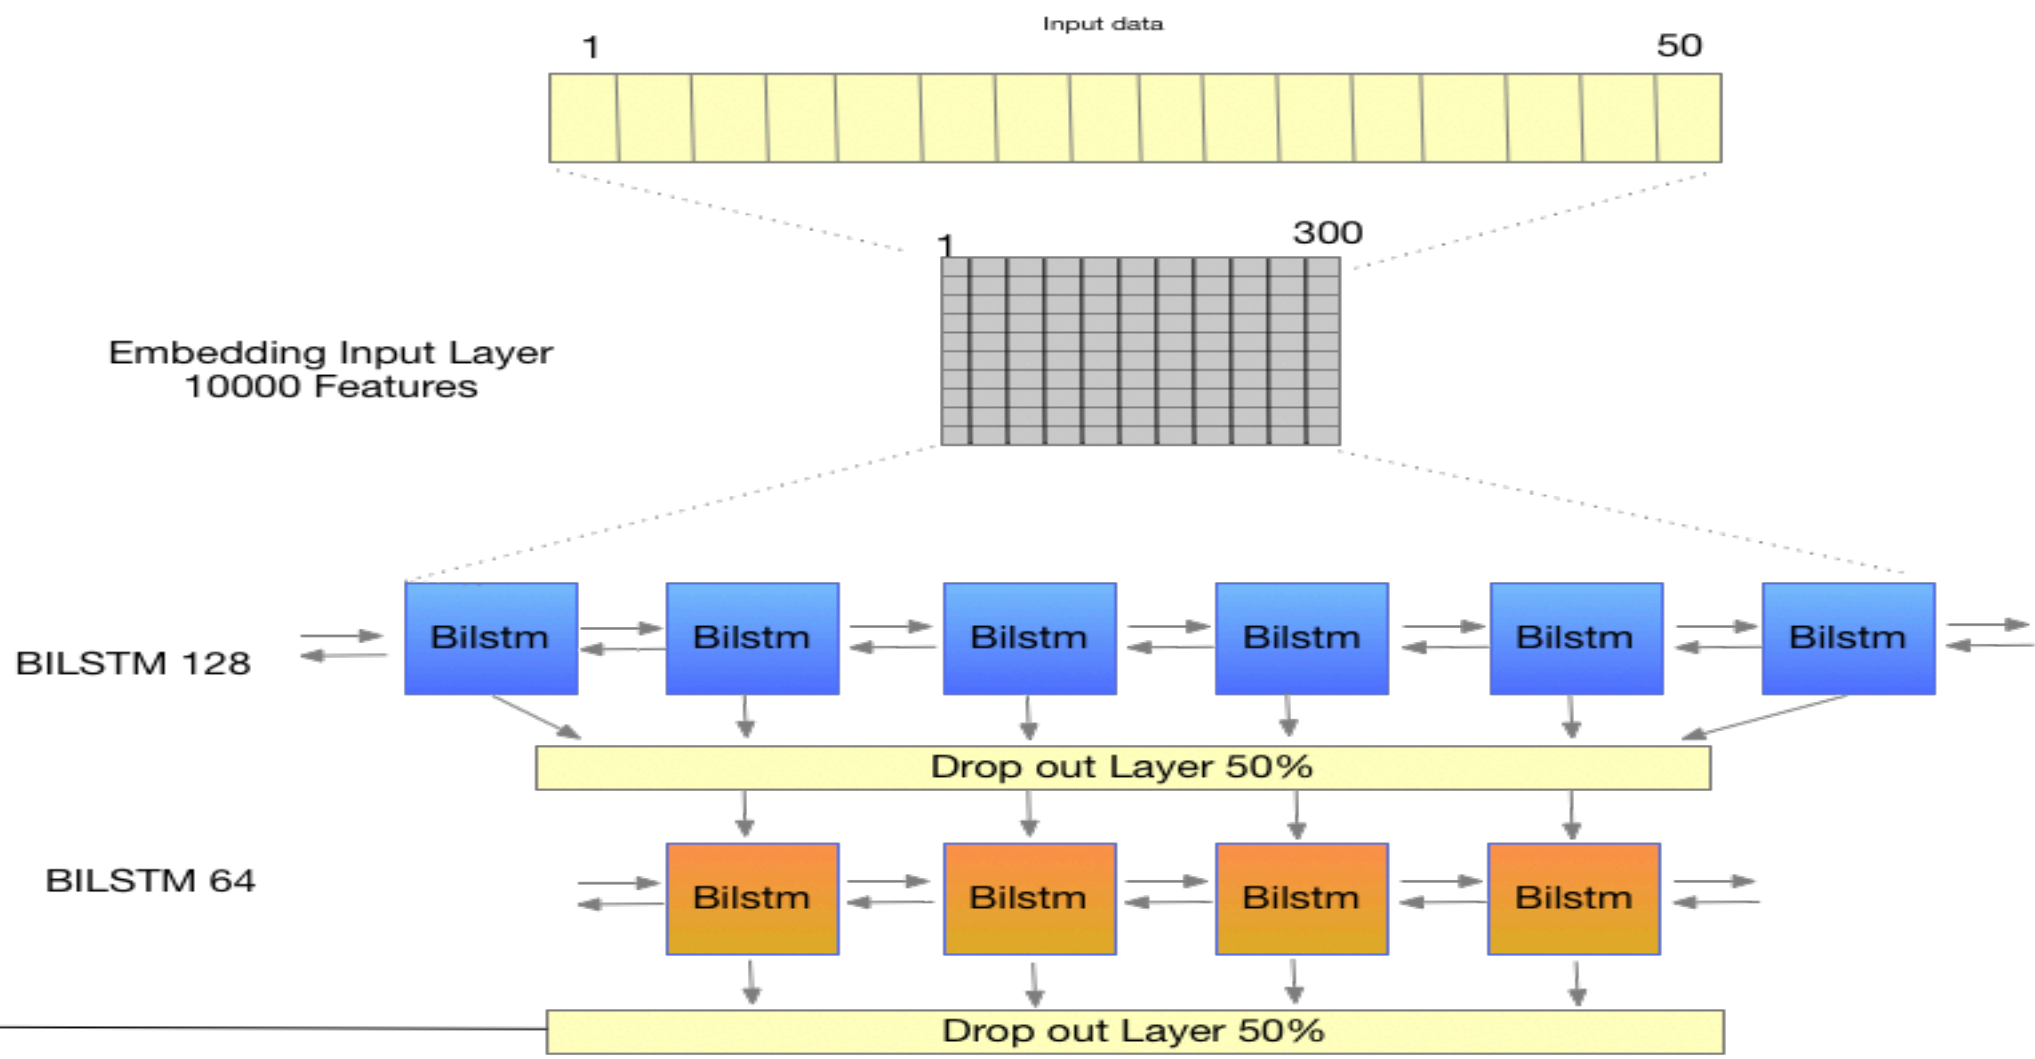 Input data
1
50
1
300
Embedding Input Layer
10000 Features
BILSTM 128
Bilstm
Bilstm
Bilstm
Bilstm
Bilstm
Bilstm
Drop out Layer 50%
BILSTM 64
Bilstm
Bilstm
Bilstm
Bilstm
Drop out Layer 50%